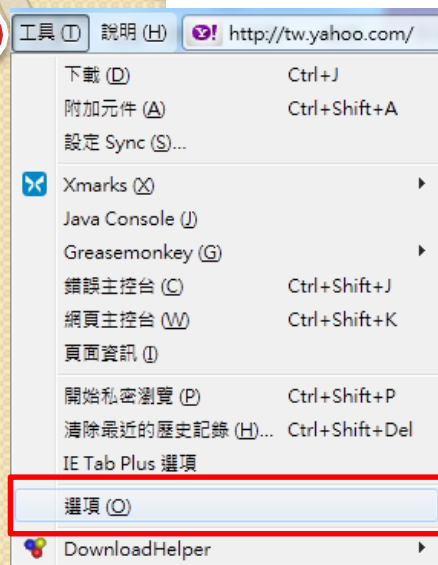 工具 (T) 說明 (H) http://tw.yahoo.com/
下載 (D) Ctrl+J
附加元件 (A) Ctrl+Shift+A
設定 Sync (S)...
Xmarks (X)
Java Console (J)
Greasemonkey (G)
錯誤主控台 (C) Ctrl+Shift+J
網頁主控台 (W) Ctrl+Shift+K
頁面資訊 (I)
開始私密瀏覽 (P) Ctrl+Shift+P
清除最近的歷史記錄 (H)... Ctrl+Shift+Del
IE Tab Plus 選項
選項 (O)
DownloadHelper